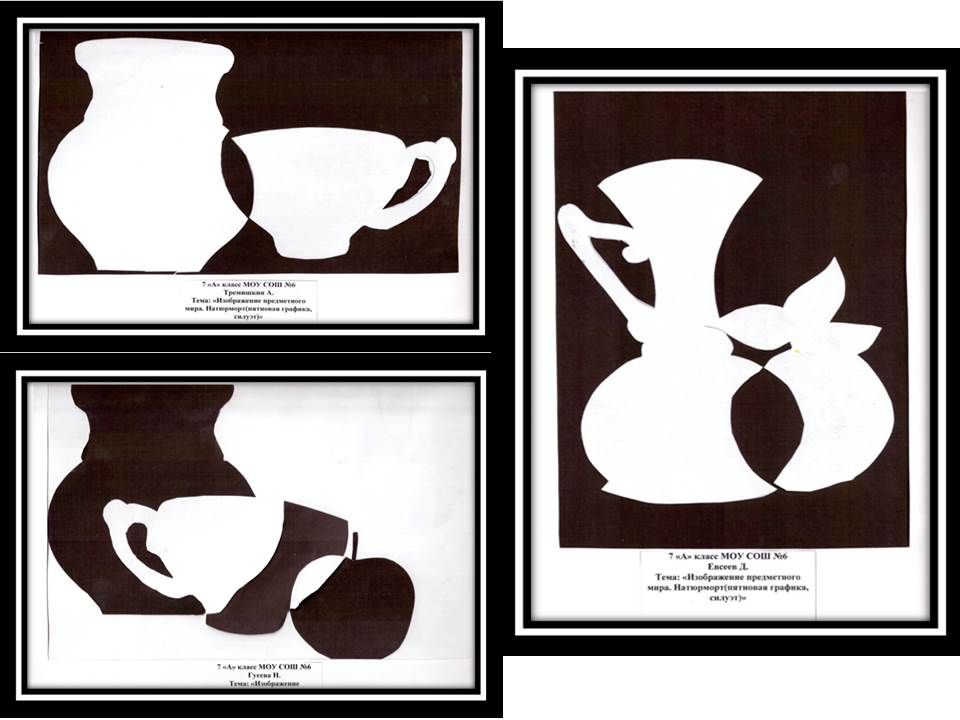 7 «А» класс МОУ СОШ №6
Тремишкин А.
Тема: «Изображение предметного
мира. Натюрморт(пятновая графика,
силуэт)»
7 «А» класс МОУ СОШ №6
Гусева Н.
Тема: «Изображение
7 «А» класс МОУ СОШ №6
Евсеев Д.
Тема: «Изображение предметного
мира. Натюрморт(пятновая графика,
силуэт)»